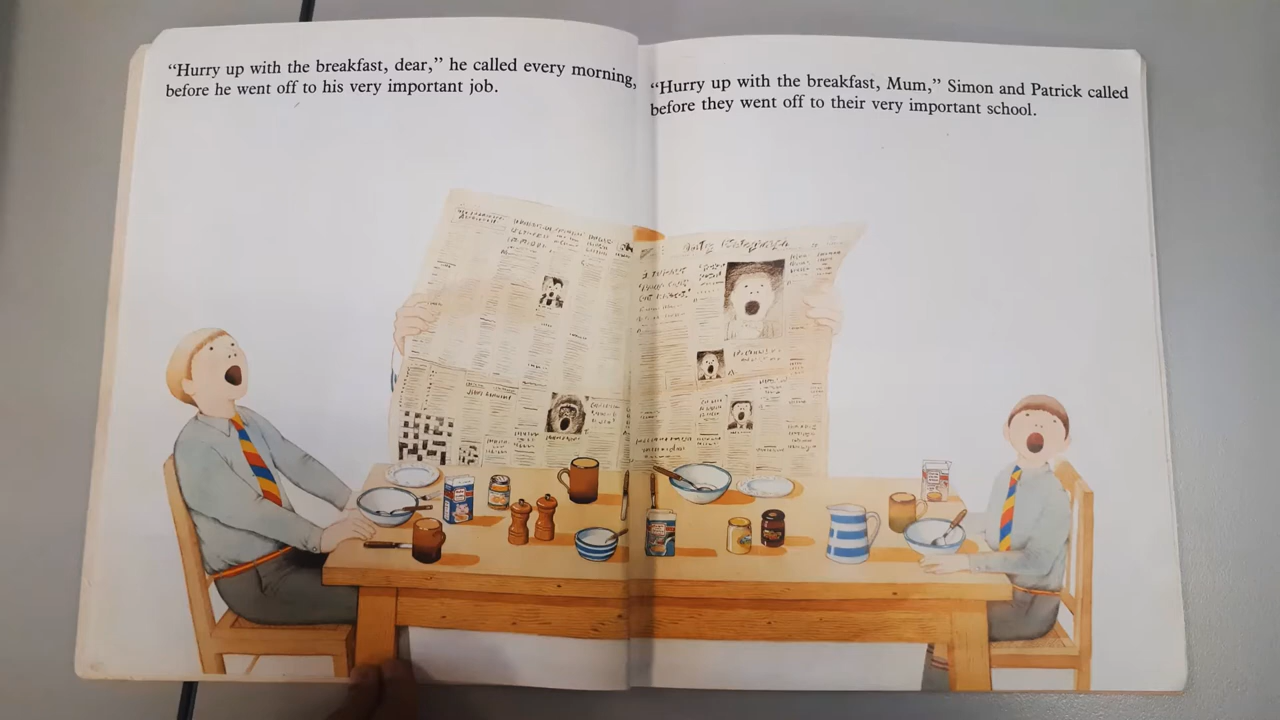 “Hurry up with the breakfast, dear,” he called every morning,
before he went off to his very important job.
“Hurry up with the breakfast, Mum,” Simon and Patrick called
before they went off to their very important school.